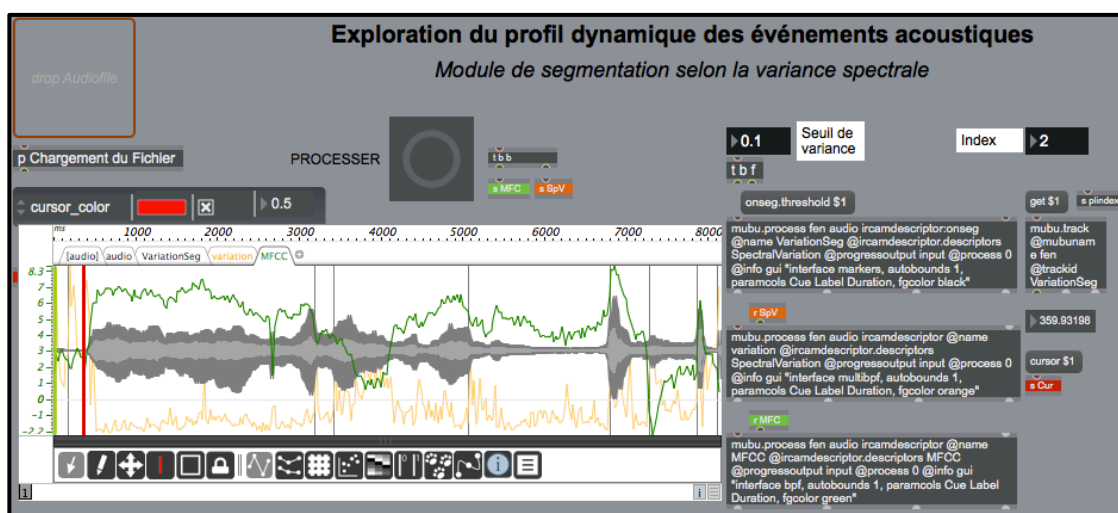 Exploration du profil dynamique des événements acoustiques
Module de segmentation selon la variance spectrale
drop Audiofile
p Chargement du Fichier
PROCESSER
t b b
s MFC
s SpV
0.1
Seuil de
variance
Index
2
t b f
cursor_color
0.5
onseg.threshold $1
get $1
s plindex
ms
1000
2000
3000
4000
5000
6000
7000
8000
[audio]
audio
VariationSeg
variation
MFCC
8.3
7
6
5
4
3
2
1
0
-1
-2.2
mubu.process fen audio ircamdescriptor:onseg
@name VariationSeg @ircamdescriptor.descriptors
SpectralVariation @progressoutput input @process 0
@info gui "interface markers, autobounds 1,
paramcols Cue Label Duration, fgcolor black"
mubu.track
@mubunam
e fen
@trackid
VariationSeg
r SpV
359.93198
mubu.process fen audio ircamdescriptor @name
variation @ircamdescriptor.descriptors
SpectralVariation @progressoutput input @process 0
@info gui "interface multibpf, autobounds 1,
paramcols Cue Label Duration, fgcolor orange"
cursor $1
s Cur
r MFC
mubu.process fen audio ircamdescriptor @name
MFCC @ircamdescriptor.descriptors MFCC
@progressoutput input @process 0 @info gui
"interface bpf, autobounds 1, paramcols Cue Label
Duration, fgcolor green"
1
i